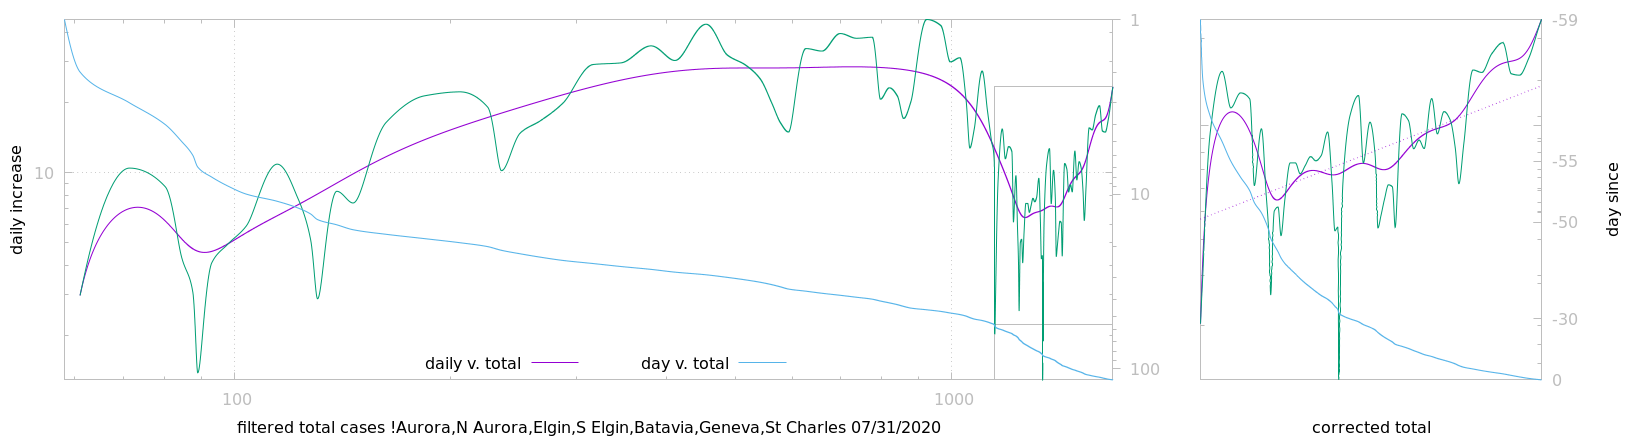 daily increase
10
100
1000
1
10
100
daily v. total
day v. total
filtered total cases !Aurora,N Aurora,Elgin,S Elgin,Batavia,Geneva,St Charles 07/31/2020
-59
-55
-50
-30
0
day since
corrected total